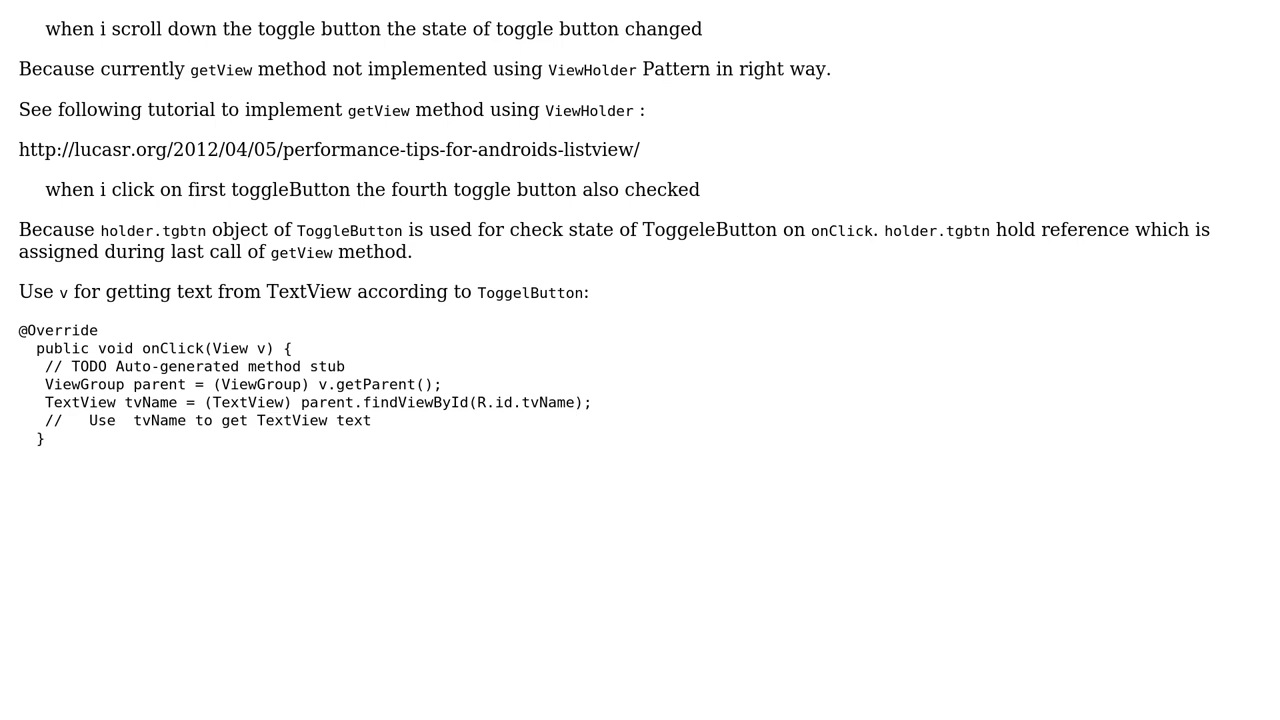 when i scroll down the toggle button the state of toggle button changed
Because currently getView method not implemented using ViewHolder Pattern in right way.
See following tutorial to implement getView method using ViewHolder :
http://lucasr.org/2012/04/05/performance-tips-for-androids-listview/
when i click on first toggleButton the fourth toggle button also checked
Because holder.tgbtn object of ToggleButton is used for check state of ToggeleButton on onClick. holder.tgbtn hold reference which is
assigned during last call of getView method.
Use v for getting text from TextView according to ToggelButton:
@Override
  public void onClick(View v) {
   // TODO Auto-generated method stub
   ViewGroup parent = (ViewGroup) v.getParent();
   TextView tvName = (TextView) parent.findViewById(R.id.tvName);
   //   Use  tvName to get TextView text
  }